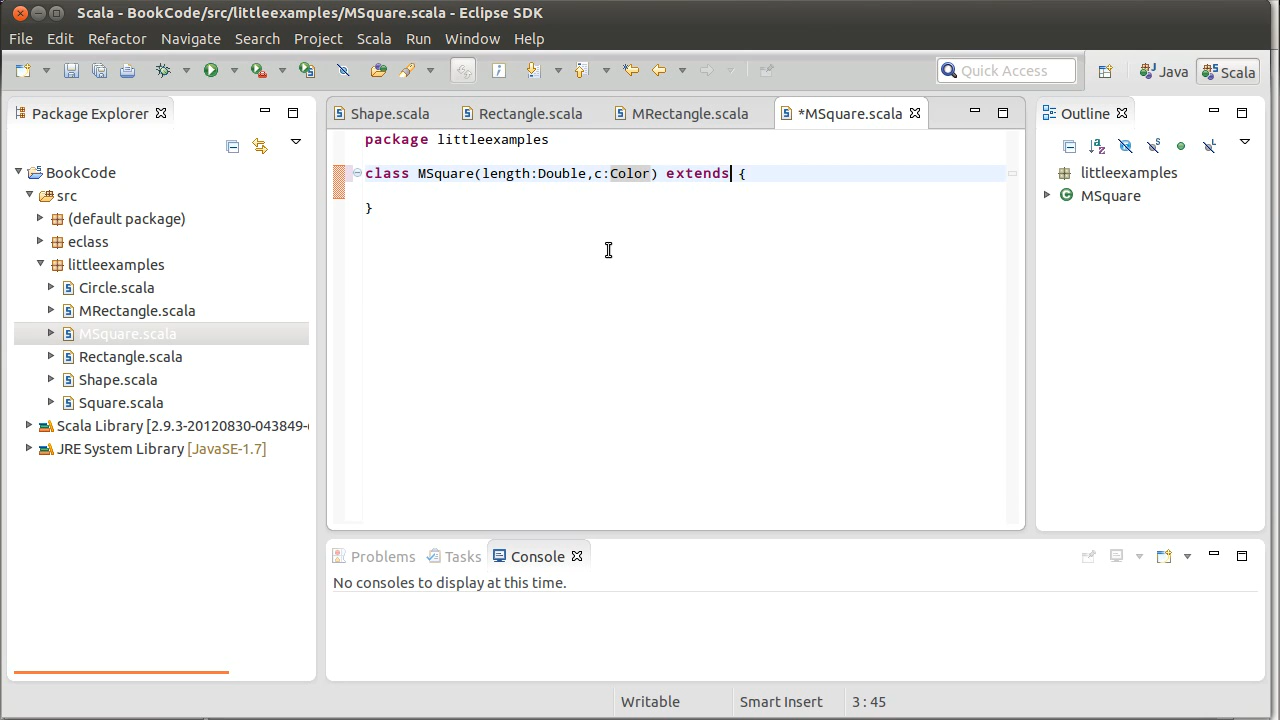 Scala - BookCode/src/littleexamples/MSquare.scala - Eclipse SDK
File Edit Refactor Navigate Search Project Scala Run Window Help
Quick Access Java Scala
Package Explorer
BookCode
src
(default package)
eclass
littleexamples
Circle.scala
MRectangle.scala
MSquare.scala
Rectangle.scala
Shape.scala
Square.scala
Scala Library [2.9.3-20120830-043849-
JRE System Library [JavaSE-1.7]
Shape.scala Rectangle.scala MRectangle.scala *MSquare.scala
package littleexamples
class MSquare(length:Double,c:Color) extends {
}
Outline
littleexamples
MSquare
Problems Tasks Console
No consoles to display at this time.
Writable Smart Insert 3 : 45